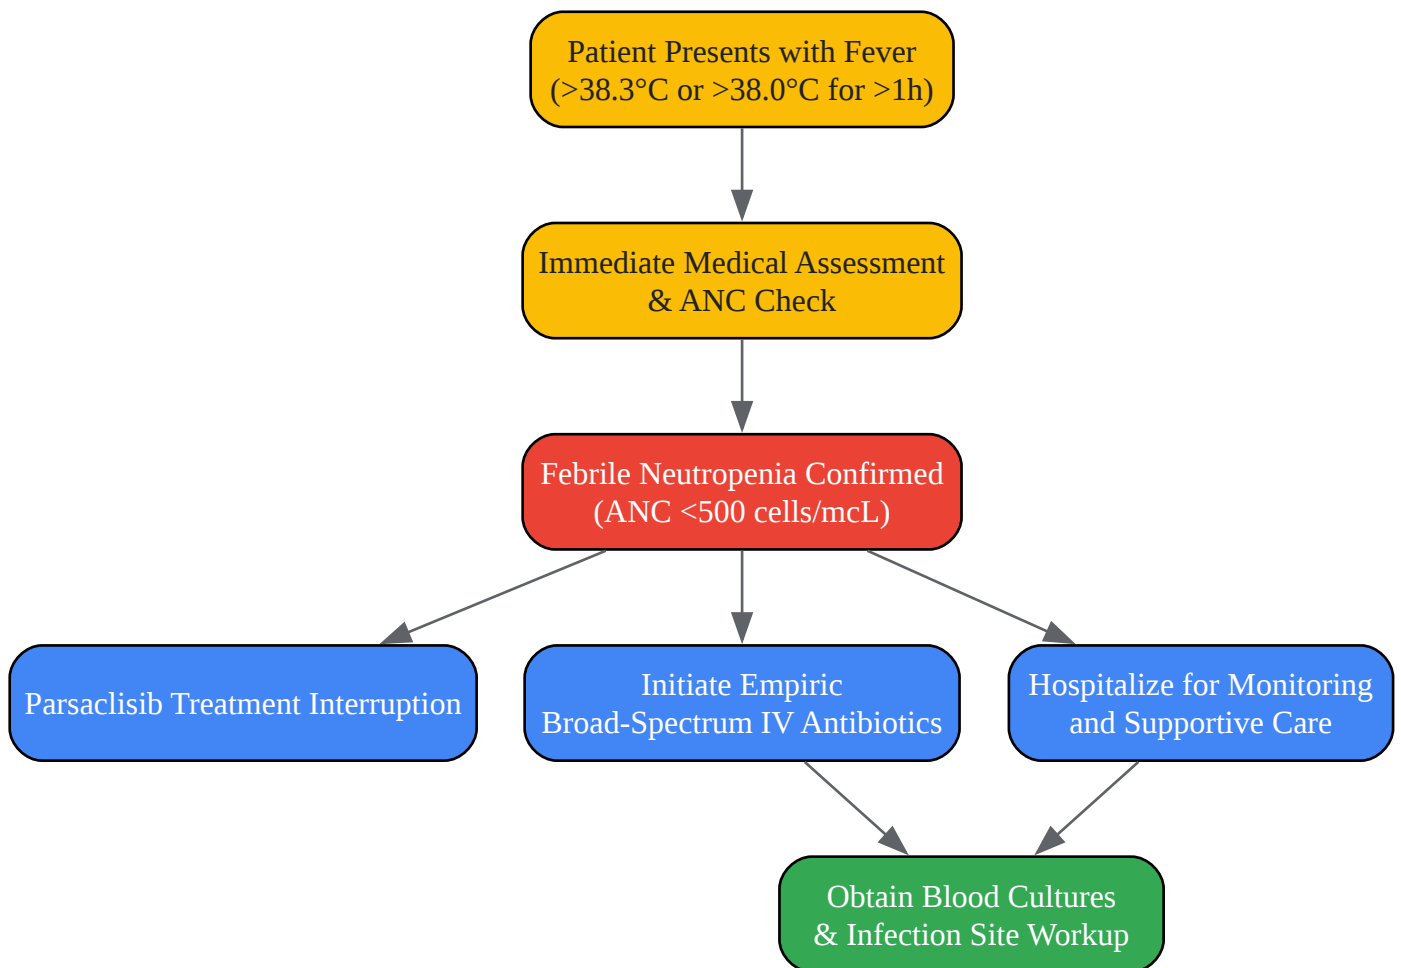 Patient Presents with Fever
(>38.3°C or >38.0°C for >1h)
Immediate Medical Assessment
& ANC Check
Febrile Neutropenia Confirmed
(ANC <500 cells/mcL)
Parsaclisib Treatment Interruption
Initiate Empiric
Broad-Spectrum IV Antibiotics
Hospitalize for Monitoring
and Supportive Care
Obtain Blood Cultures
& Infection Site Workup